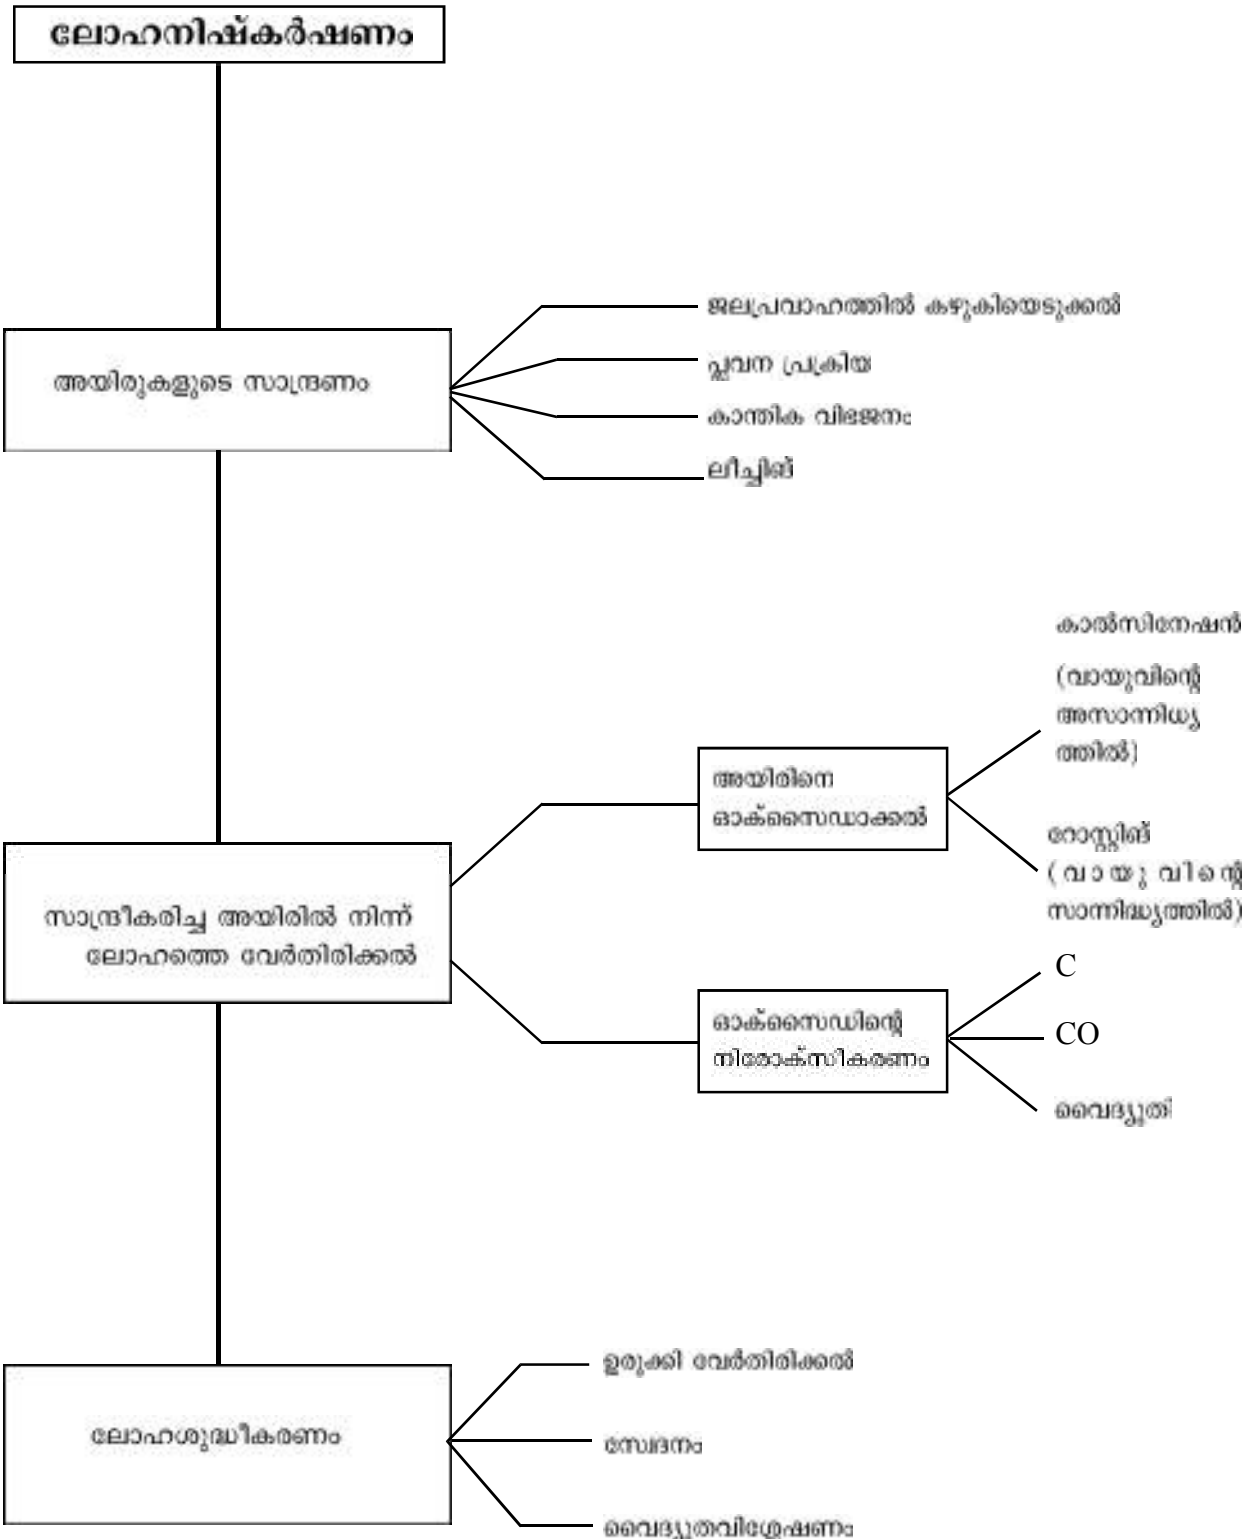 ലോഹനിഷ്കർഷണം
ജലപ്രവാഹത്തിൽ കഴുകിയെടുക്കൽ
അയിരുകളുടെ സാന്ദ്രണം
പ്ലവന പ്രക്രിയ
കാന്തിക വിഭജനം
ലീച്ചിങ്
കാൽസിനേഷൻ
(വായുവിന്റെ
അസാന്നിധ്യ
ത്തിൽ)
അയിരിനെ
ഓക്സൈഡാക്കൽ
റോസ്റ്റിങ്
(വായുവിന്റെ
സാന്നിദ്ധ്യത്തിൽ)
സാന്ദ്രീകരിച്ച അയിരിൽ നിന്ന്
ലോഹത്തെ വേർതിരിക്കൽ
ഓക്സൈഡിന്റെ
നിരോക്സീകരണം
C
CO
വൈദ്യുതി
ലോഹശുദ്ധീകരണം
ഉരുക്കി വേർതിരിക്കൽ
സ്വേദനം
വൈദ്യുതവിശ്ലേഷണം